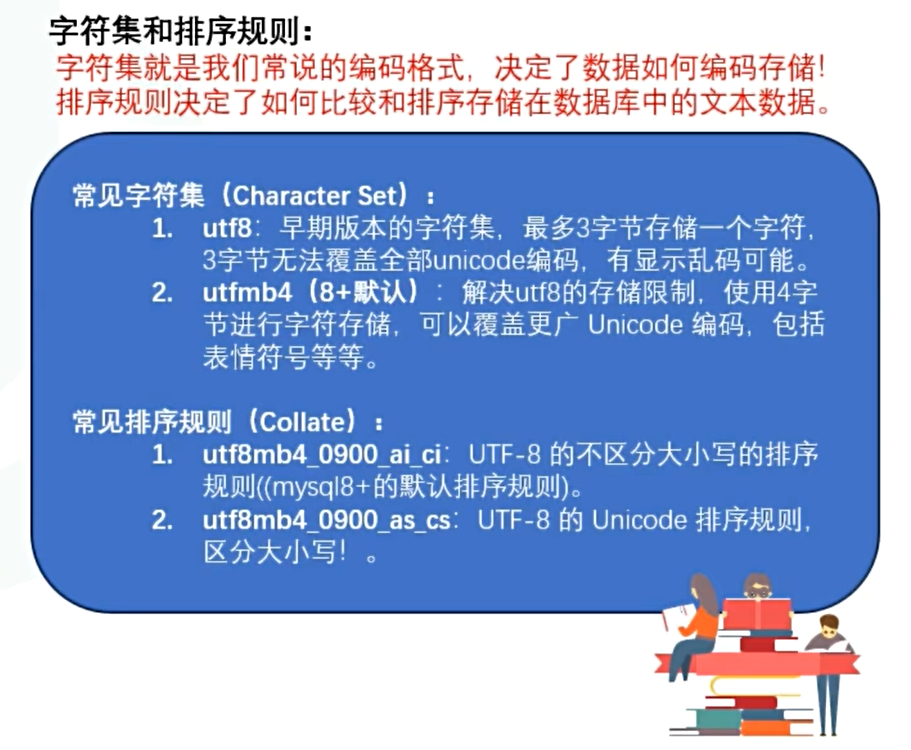 字符集和排序规则：
字符集就是我们常说的编码格式，决定了数据如何编码存储！
排序规则决定了如何比较和排序存储在数据库中的文本数据。
常见字符集（Character Set）：
1. utf8：早期版本的字符集，最多3字节存储一个字符，
3字节无法覆盖全部unicode编码，有显示乱码可能。
2. utfmb4（8+默认）：解决utf8的存储限制，使用4字
节进行字符存储，可以覆盖更广 Unicode 编码，包括
表情符号等等。
常见排序规则（Collate）：
1. utf8mb4_0900_ai_ci：UTF-8 的不区分大小写的排序
规则((mysql8+的默认排序规则)。
2. utf8mb4_0900_as_cs：UTF-8 的 Unicode 排序规则，
区分大小写！。